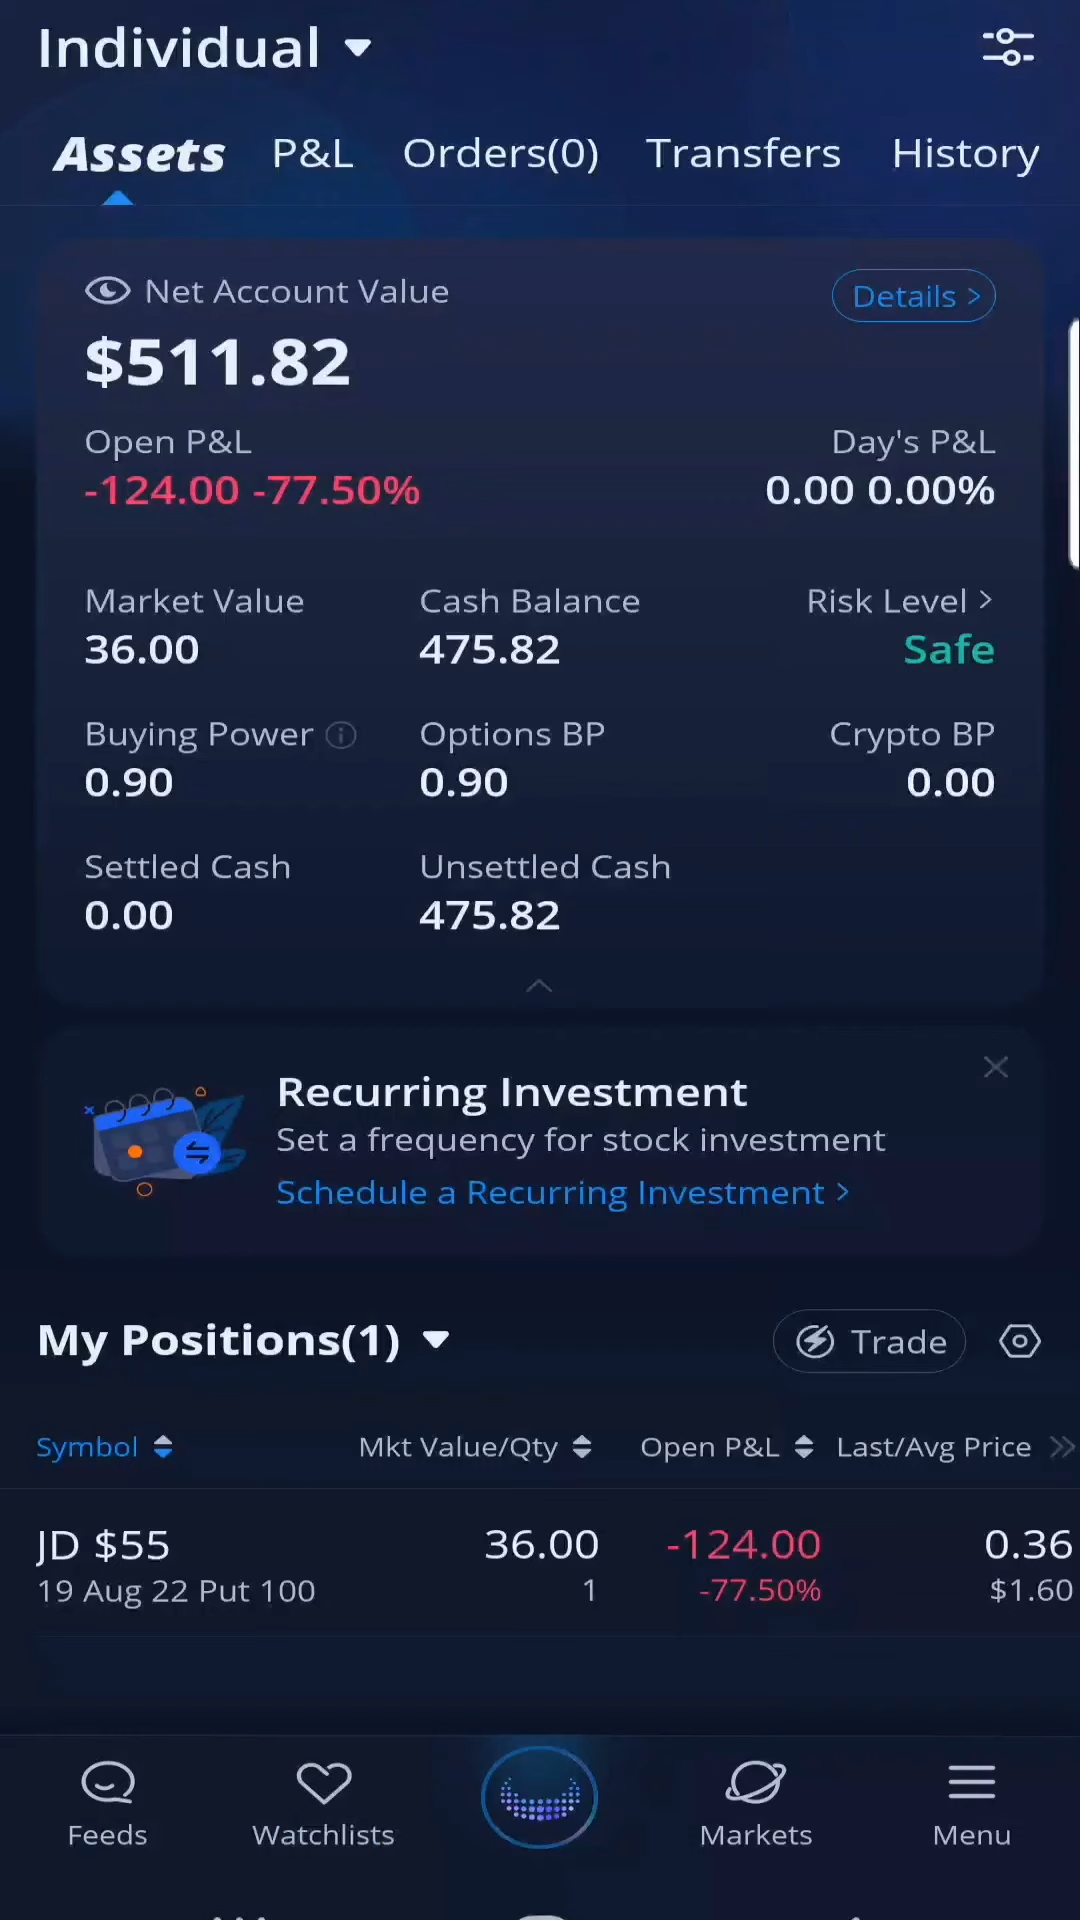 Individual
Assets P&L Orders(0) Transfers History
Net Account Value Details >
$511.82
Open P&L Day's P&L
-124.00 -77.50% 0.00 0.00%
Market Value Cash Balance Risk Level >
36.00 475.82 Safe
Buying Power Options BP Crypto BP
0.90 0.90 0.00
Settled Cash Unsettled Cash
0.00 475.82
Recurring Investment
Set a frequency for stock investment
Schedule a Recurring Investment >
My Positions(1) Trade
Symbol Mkt Value/Qty Open P&L Last/Avg Price
JD $55 36.00 -124.00 0.36
19 Aug 22 Put 100 1 -77.50% $1.60
Feeds Watchlists Markets Menu